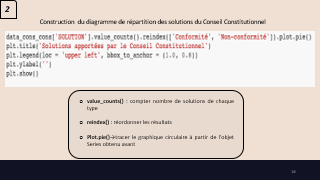 2
Construction du diagramme de répartition des solutions du Conseil Constitutionnel
data_cons_cons['SOLUTION'].value_counts().reindex(['Conformité', 'Non-conformité']).plot.pie()
plt.title('Solutions apportées par le Conseil Constitutionnel')
plt.legend(loc = 'upper left', bbox_to_anchor = (1.0, 0.8))
plt.ylabel('')
plt.show()
value_counts() : compter nombre de solutions de chaque
type
reindex() : réordonner les résultats
Plot.pie()→tracer le graphique circulaire à partir de l'objet
Series obtenu avant